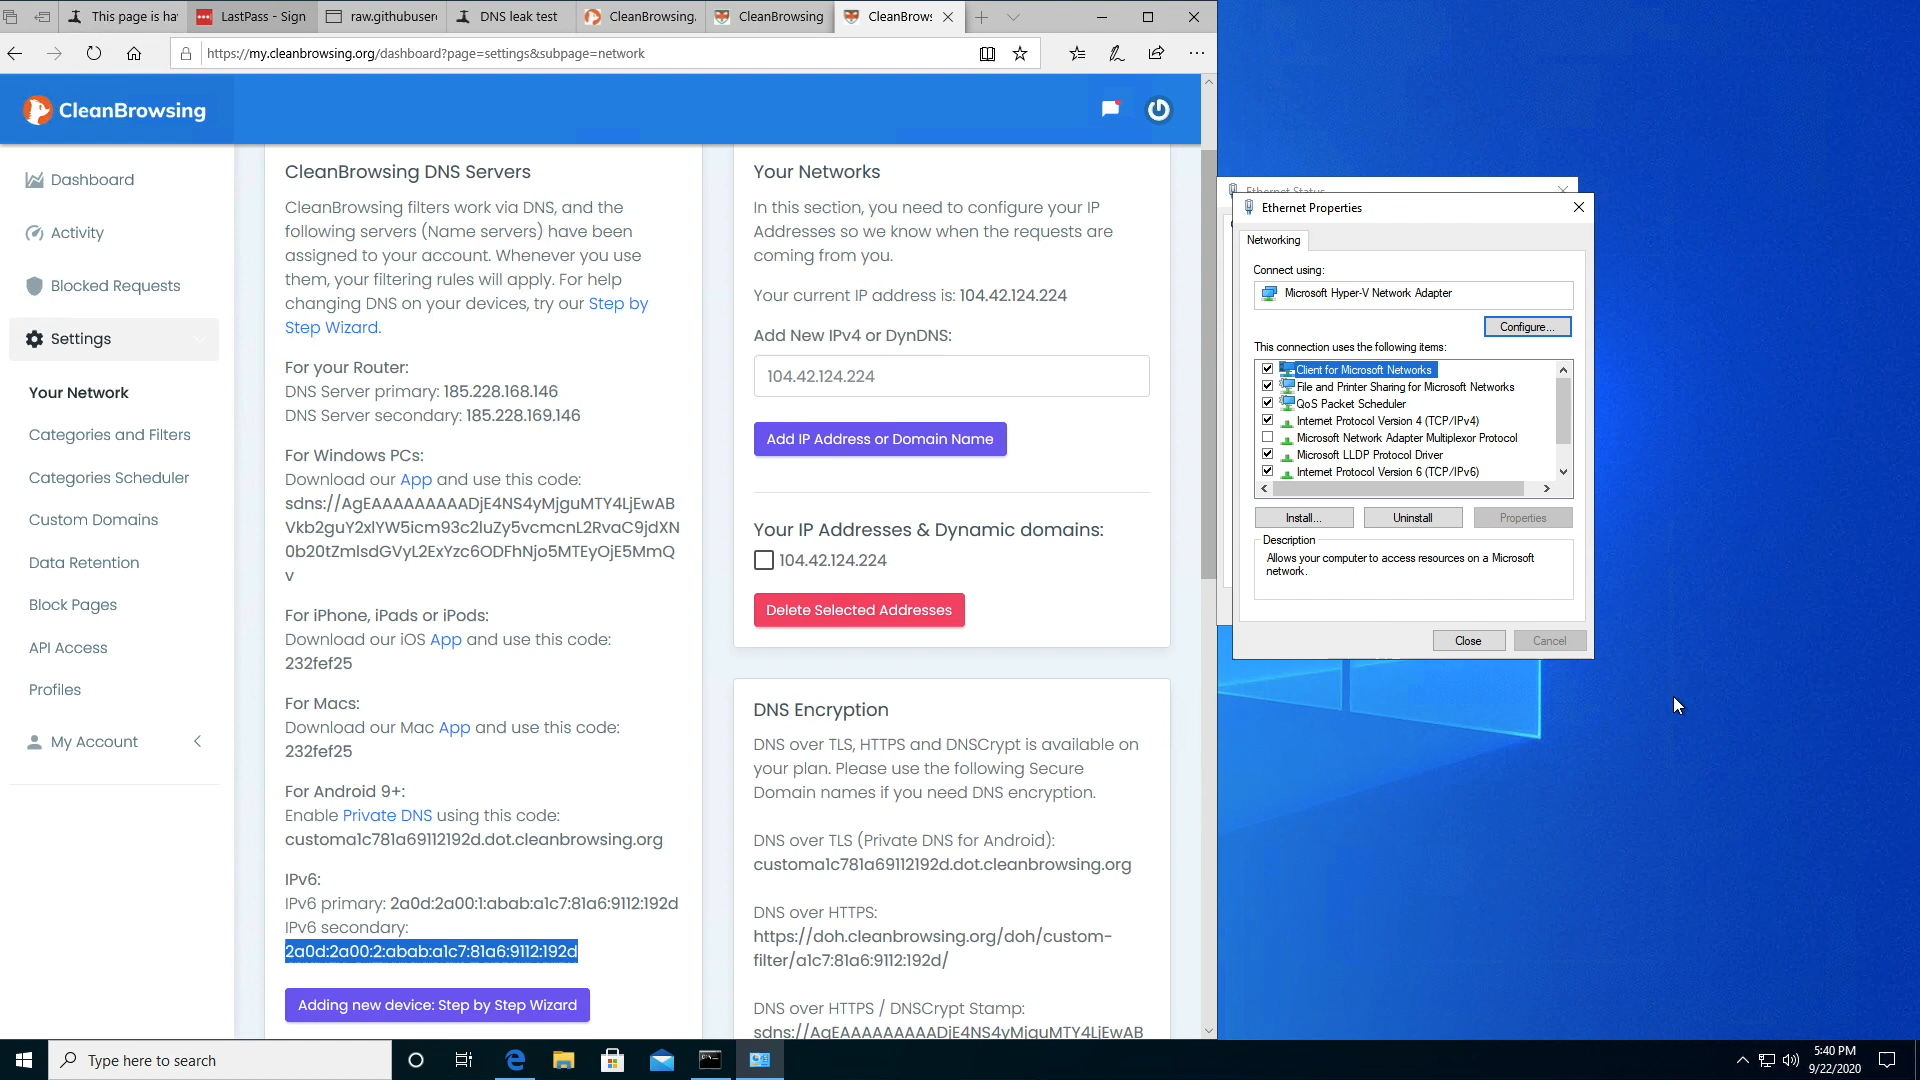 This page is ha
LastPass - Sign
raw.githubuser
DNS leak test
CleanBrowsing.
CleanBrowsing
CleanBrows
https://my.cleanbrowsing.org/dashboard?page=settings&subpage=network
CleanBrowsing
Dashboard
Activity
Blocked Requests
Settings
Your Network
Categories and Filters
Categories Scheduler
Custom Domains
Data Retention
Block Pages
API Access
Profiles
My Account
CleanBrowsing DNS Servers
CleanBrowsing filters work via DNS, and the
following servers (Name servers) have been
assigned to your account. Whenever you use
them, your filtering rules will apply. For help
changing DNS on your devices, try our Step by
Step Wizard.
For your Router:
DNS Server primary: 185.228.168.146
DNS Server secondary: 185.228.169.146
For Windows PCs:
Download our App and use this code:
sdns://AgEAAAAAAAAADjE4NS4yMjguMTY4LjEwAB
Vkb2guY2xlYW5icm93c2luZy5vcmcnL2RvaC9jdXN
0b20tZmlsdGVyL2ExYzc6ODFhNjo5MTEyOjE5MmQ
v
For iPhone, iPads or iPods:
Download our iOS App and use this code:
232fef25
For Macs:
Download our Mac App and use this code:
232fef25
For Android 9+:
Enable Private DNS using this code:
customa1c781a69112192d.dot.cleanbrowsing.org
IPv6:
IPv6 primary: 2a0d:2a00:1:abab:a1c7:81a6:9112:192d
IPv6 secondary:
2a0d:2a00:2:abab:a1c7:81a6:9112:192d
Adding new device: Step by Step Wizard
Your Networks
In this section, you need to configure your IP
Addresses so we know when the requests are
coming from you.
Your current IP address is: 104.42.124.224
Add New IPv4 or DynDNS:
104.42.124.224
Add IP Address or Domain Name
Your IP Addresses & Dynamic domains:
104.42.124.224
Delete Selected Addresses
DNS Encryption
DNS over TLS, HTTPS and DNSCrypt is available on
your plan. Please use the following Secure
Domain names if you need DNS encryption.
DNS over TLS (Private DNS for Android):
customa1c781a69112192d.dot.cleanbrowsing.org
DNS over HTTPS:
https://doh.cleanbrowsing.org/doh/custom-
filter/a1c7:81a6:9112:192d/
DNS over HTTPS / DNSCrypt Stamp:
sdns://AgEAAAAAAAAADjE4NS4yMjguMTY4LjEwAB
Ethernet Status
Ethernet Properties
Networking
Connect using:
Microsoft Hyper-V Network Adapter
Configure...
This connection uses the following items:
Client for Microsoft Networks
File and Printer Sharing for Microsoft Networks
QoS Packet Scheduler
Internet Protocol Version 4 (TCP/IPv4)
Microsoft Network Adapter Multiplexor Protocol
Microsoft LLDP Protocol Driver
Internet Protocol Version 6 (TCP/IPv6)
Install...
Uninstall
Properties
Description
Allows your computer to access resources on a Microsoft
network.
Close
Cancel
Type here to search
5:40 PM
9/22/2020